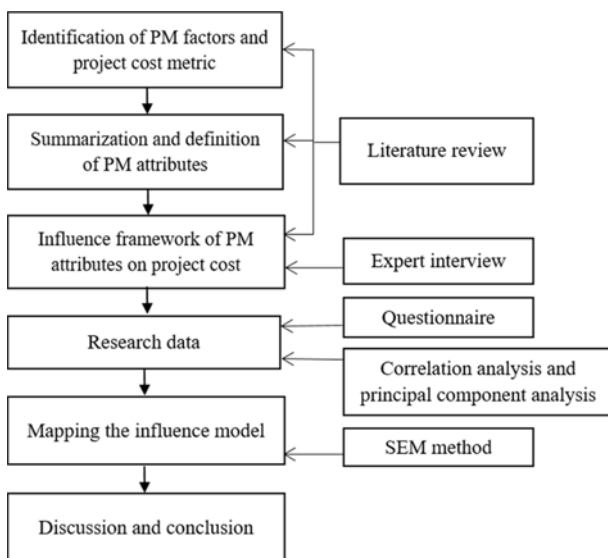 Identification of PM factors and
project cost metric
Summarization and definition
of PM attributes
Literature review
Influence framework of PM
attributes on project cost
Expert interview
Questionnaire
Research data
Correlation analysis and
principal component analysis
Mapping the influence model
SEM method
Discussion and conclusion